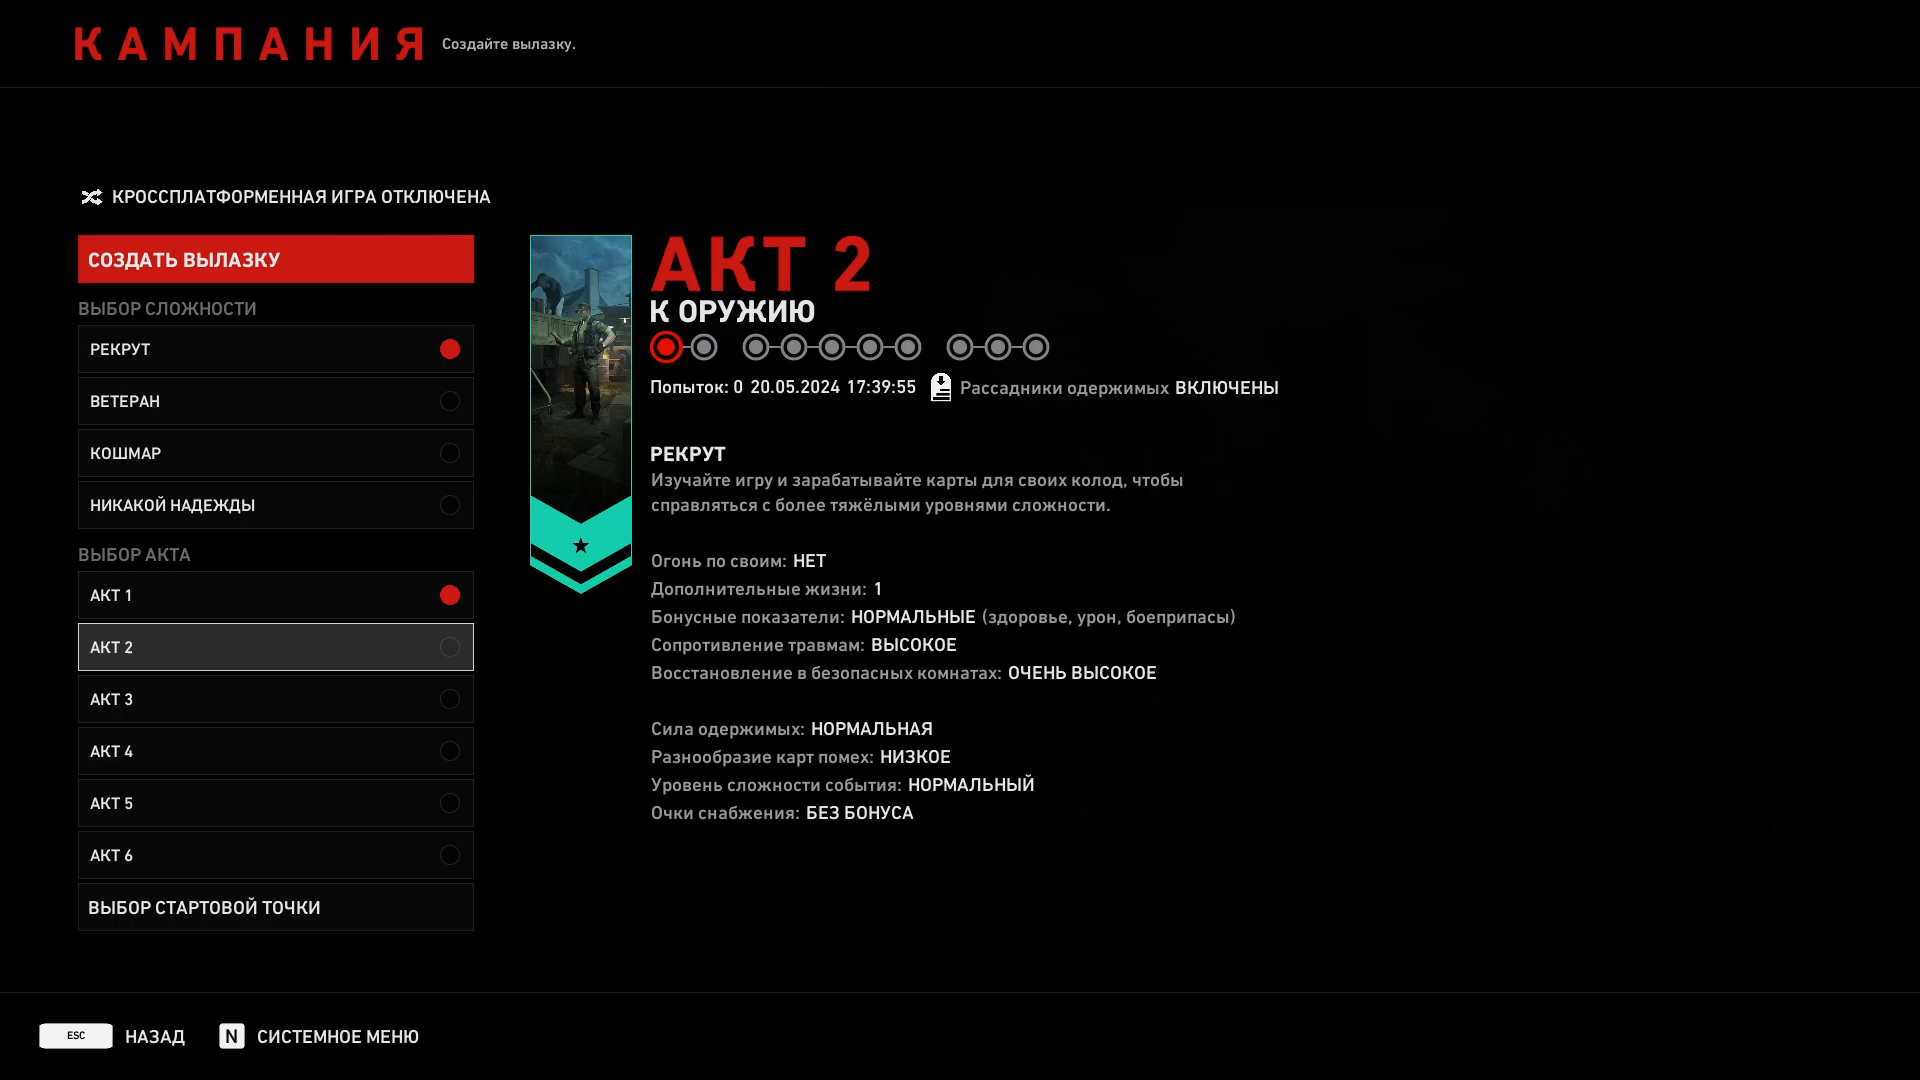 КАМПАНИЯ Создайте вылазку.
КРОССПЛАТФОРМЕННАЯ ИГРА ОТКЛЮЧЕНА
СОЗДАТЬ ВЫЛАЗКУ
ВЫБОР СЛОЖНОСТИ
РЕКРУТ
ВЕТЕРАН
КОШМАР
НИКАКОЙ НАДЕЖДЫ
ВЫБОР АКТА
АКТ 1
АКТ 2
АКТ 3
АКТ 4
АКТ 5
АКТ 6
ВЫБОР СТАРТОВОЙ ТОЧКИ
АКТ 2
К ОРУЖИЮ
Попыток: 0 20.05.2024 17:39:55 Рассадники одержимых ВКЛЮЧЕНЫ
РЕКРУТ
Изучайте игру и зарабатывайте карты для своих колод, чтобы
справляться с более тяжёлыми уровнями сложности.
Огонь по своим: НЕТ
Дополнительные жизни: 1
Бонусные показатели: НОРМАЛЬНЫЕ (здоровье, урон, боеприпасы)
Сопротивление травмам: ВЫСОКОЕ
Восстановление в безопасных комнатах: ОЧЕНЬ ВЫСОКОЕ
Сила одержимых: НОРМАЛЬНАЯ
Разнообразие карт помех: НИЗКОЕ
Уровень сложности события: НОРМАЛЬНЫЙ
Очки снабжения: БЕЗ БОНУСА
ESC НАЗАД N СИСТЕМНОЕ МЕНЮ